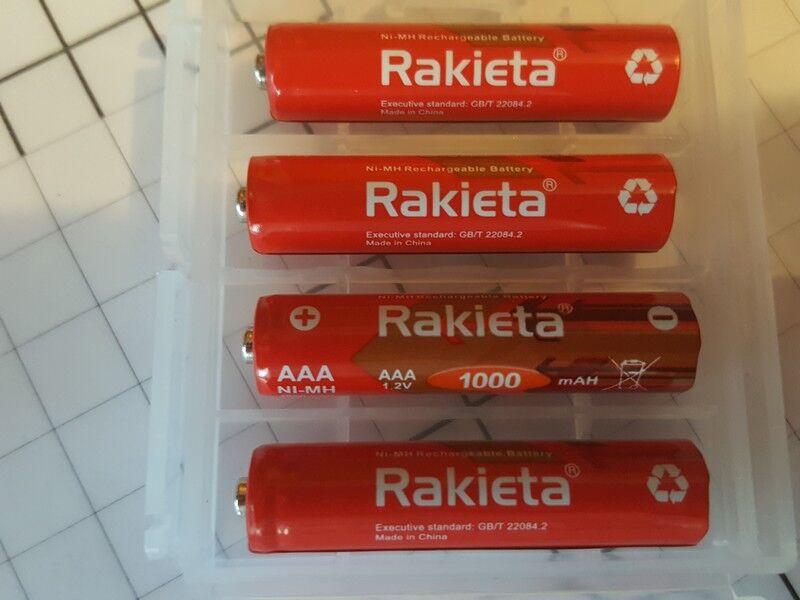 Ni-MH Rechargeable Battery
Rakieta®
Executive standard: GB/T 22084.2
Made in China
Ni-MH Rechargeable Battery
Rakieta®
Executive standard: GB/T 22084.2
Made in China
Ni-MH Rechargeable Battery
+ Rakieta® −
AAA AAA 1000 mAH
NI-MH 1.2V
Ni-MH Rechargeable Battery
Rakieta®
Executive standard: GB/T 22084.2
Made in China